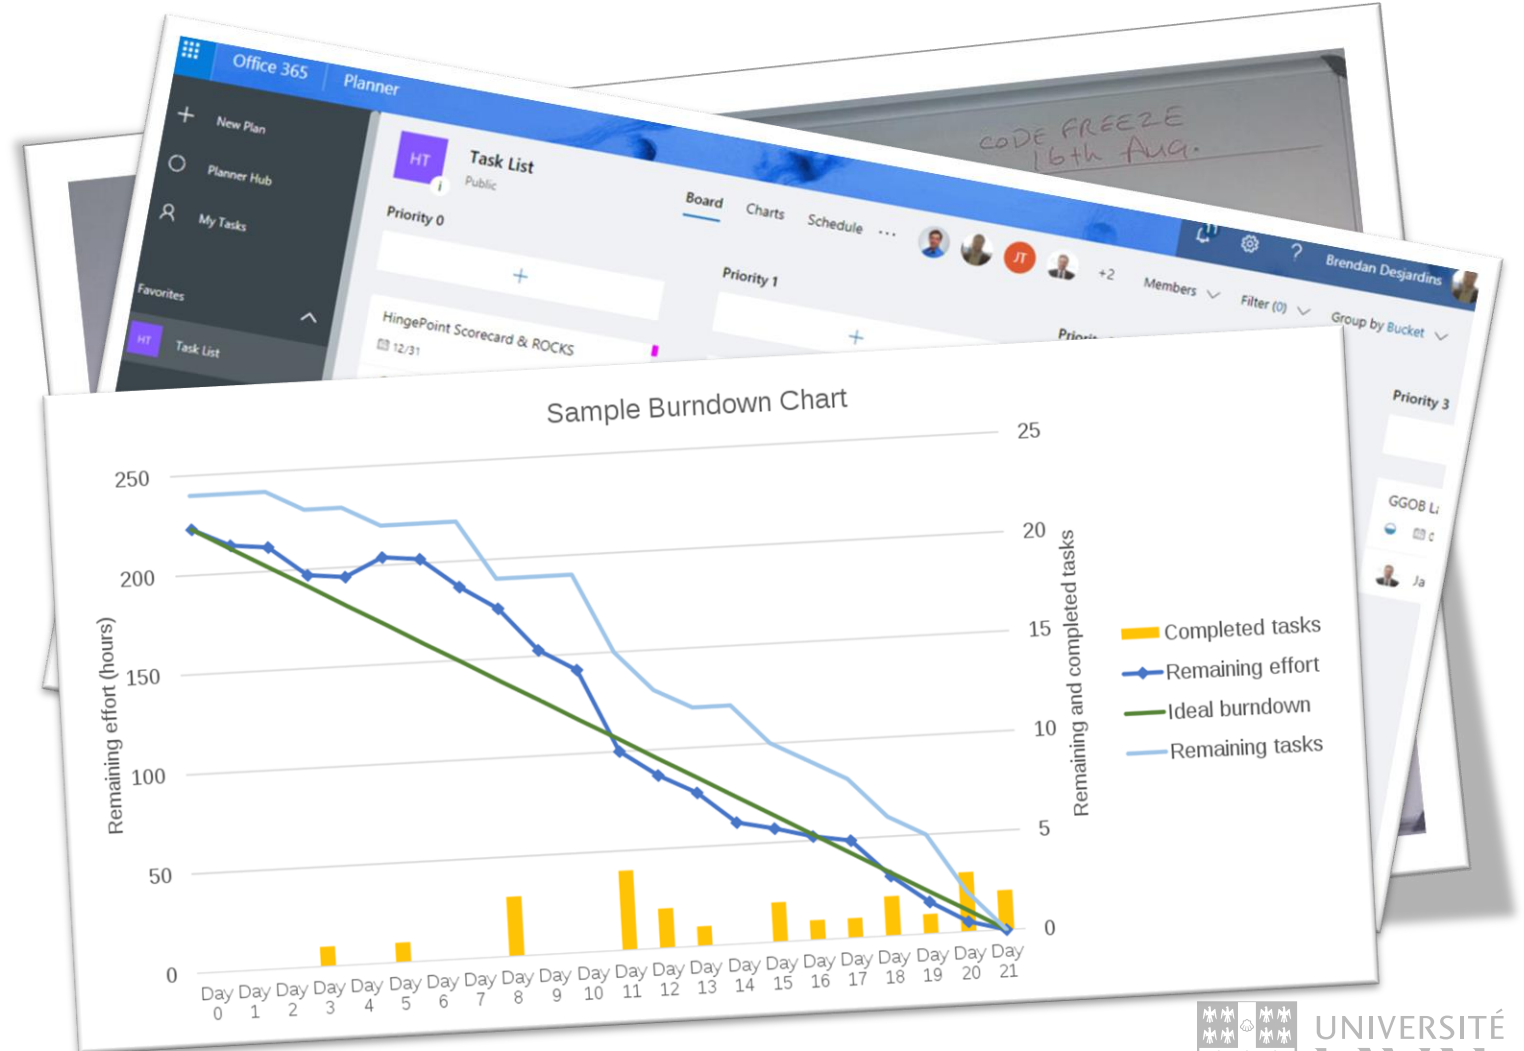 Office 365
Planner
New Plan
Planner Hub
My Tasks
Favorites
HT
Task List
HT
Task List
Public
Board
Charts
Schedule
...
JT
+2
Members
Filter (0)
Group by Bucket
11
?
Brendan Desjardins
Priority 0
+
HingePoint Scorecard & ROCKS
12/31
Priority 1
+
Priority 3
GGOB
Ja
CODE FREEZE
16th Aug.
Sample Burndown Chart
250
200
150
100
50
0
Remaining effort (hours)
25
20
15
10
5
0
Remaining and completed tasks
Completed tasks
Remaining effort
Ideal burndown
Remaining tasks
Day 0
Day 1
Day 2
Day 3
Day 4
Day 5
Day 6
Day 7
Day 8
Day 9
Day 10
Day 11
Day 12
Day 13
Day 14
Day 15
Day 16
Day 17
Day 18
Day 19
Day 20
Day 21
UNIVERSITÉ